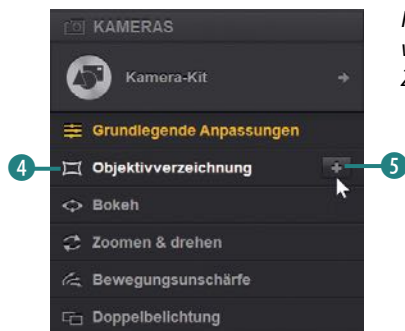 KAMERAS
Kamera-Kit
Grundlegende Anpassungen
4 Objektivverzeichnung 5
Bokeh
Zoomen & drehen
Bewegungsunschärfe
Doppelbelichtung